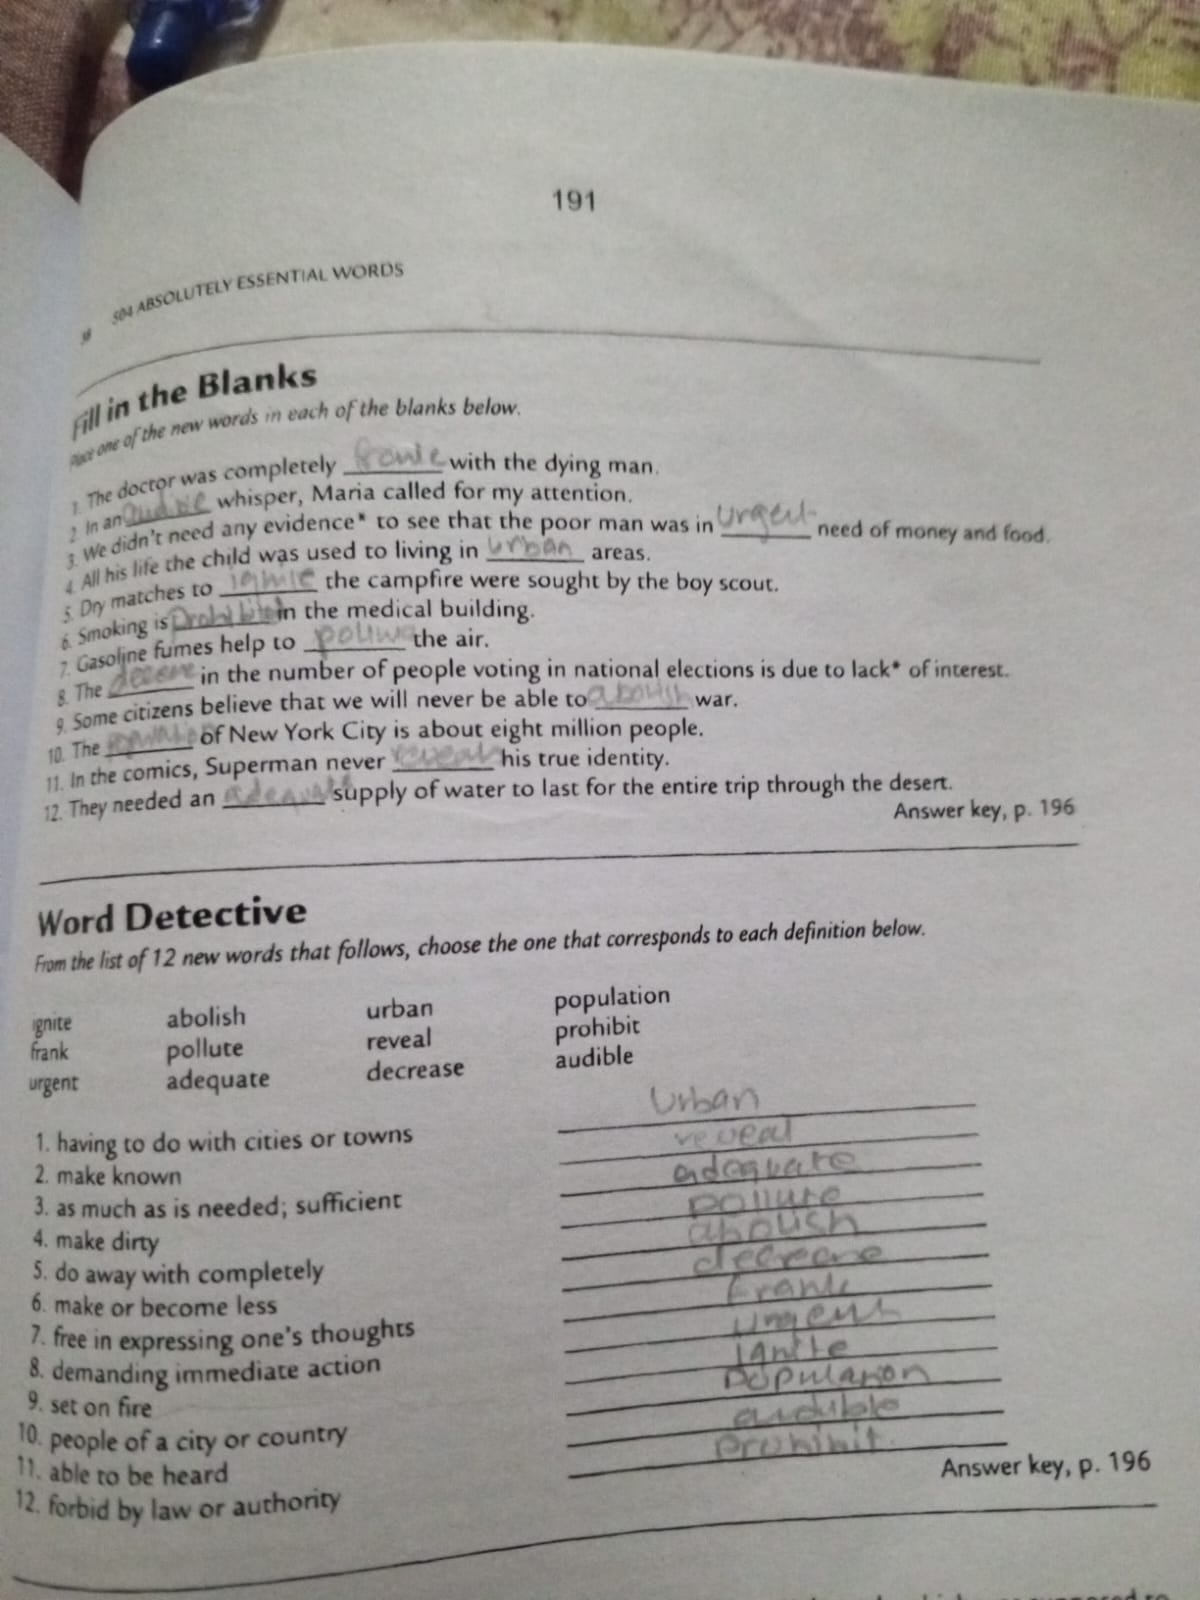 191
38 504 ABSOLUTELY ESSENTIAL WORDS
Fill in the Blanks
Place one of the new words in each of the blanks below.
1. The doctor was completely with the dying man.
2. In an whisper, Maria called for my attention.
3. We didn't need any evidence* to see that the poor man was in urgent need of money and food.
4. All his life the child was used to living in urban areas.
5. Dry matches to ignite the campfire were sought by the boy scout.
6. Smoking is Prohibited in the medical building.
7. Gasoline fumes help to the air.
8. The in the number of people voting in national elections is due to lack* of interest.
9. Some citizens believe that we will never be able to abolish war.
10. The of New York City is about eight million people.
11. In the comics, Superman never reveals his true identity.
12. They needed an adequate supply of water to last for the entire trip through the desert.
Answer key, p. 196
Word Detective
From the list of 12 new words that follows, choose the one that corresponds to each definition below.
ignite abolish urban population
frank pollute reveal prohibit
urgent adequate decrease audible
1. having to do with cities or towns Urban
2. make known reveal
3. as much as is needed; sufficient adequate
4. make dirty pollute
5. do away with completely abolish
6. make or become less
7. free in expressing one's thoughts Frank
8. demanding immediate action urgent
9. set on fire Ignite
10. people of a city or country
11. able to be heard audible
12. forbid by law or authority prohibit
Answer key, p. 196